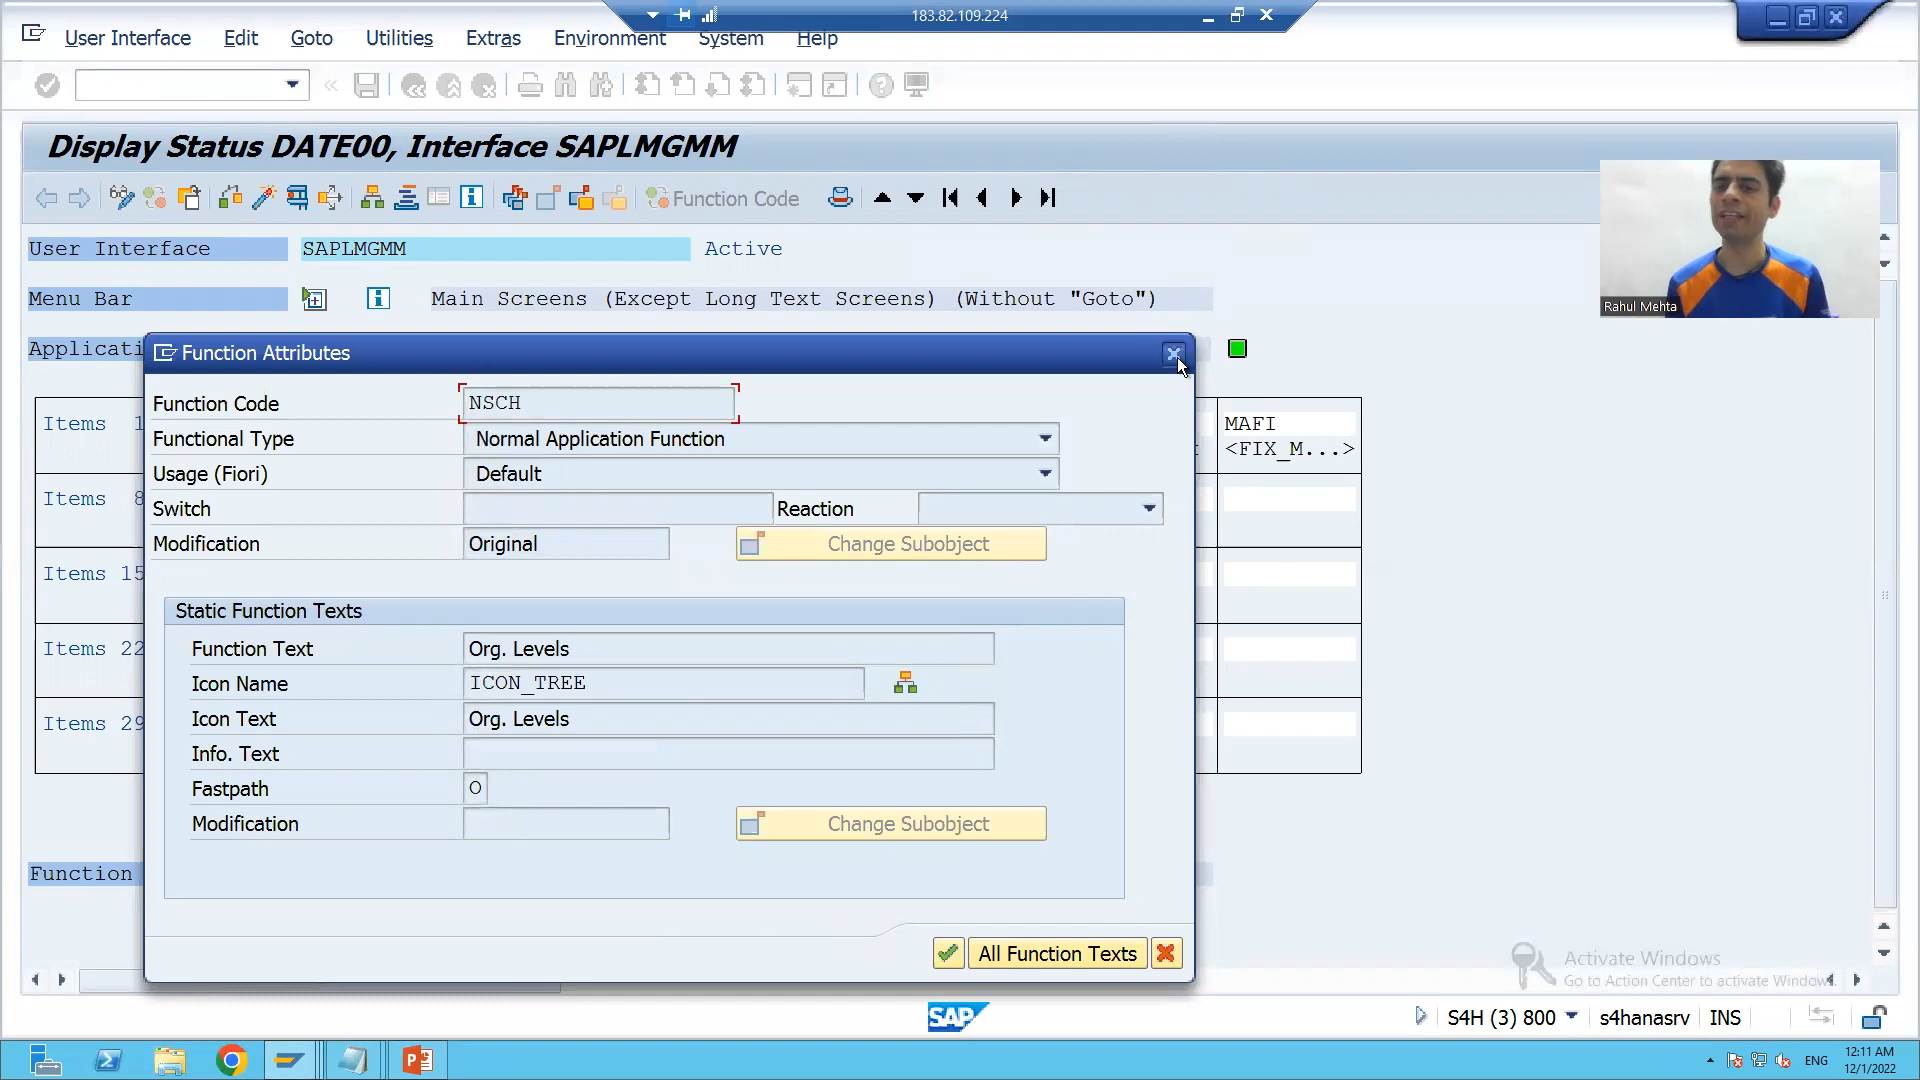 183.82.109.224
User Interface Edit Goto Utilities Extras Environment System Help
Display Status DATE00, Interface SAPLMGMM
Function Code
User Interface SAPLMGMM Active
Menu Bar Main Screens (Except Long Text Screens) (Without "Goto")
Rahul Mehta
Applicati
Function Attributes
Function Code NSCH
Functional Type Normal Application Function
Usage (Fiori) Default
Switch Reaction
Modification Original Change Subobject
Static Function Texts
Function Text Org. Levels
Icon Name ICON_TREE
Icon Text Org. Levels
Info. Text
Fastpath O
Modification Change Subobject
All Function Texts
Items 1
Items 8
Items 15
Items 22
Items 29
MAFI
<FIX_M...>
Function
Activate Windows
Go to Action Center to activate Windows.
SAP
S4H (3) 800 s4hanasrv INS
ENG
12:11 AM
12/1/2022